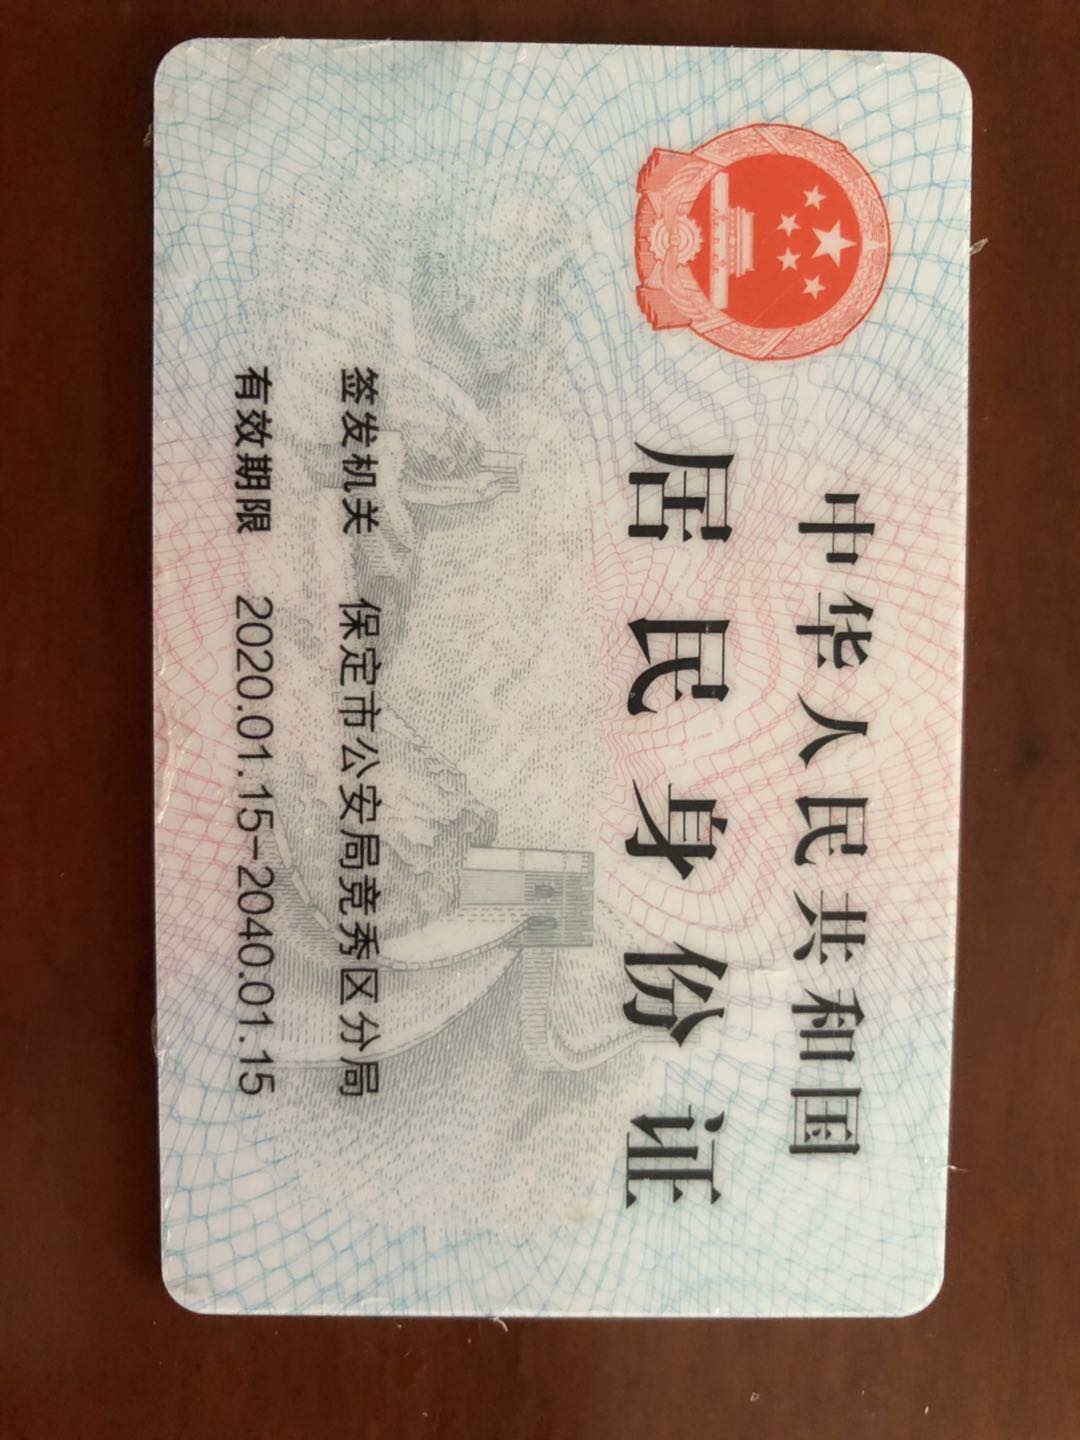 中华人民共和国
居民身份证
签发机关 保定市公安局竞秀区分局
有效期限 2020.01.15-2040.01.15